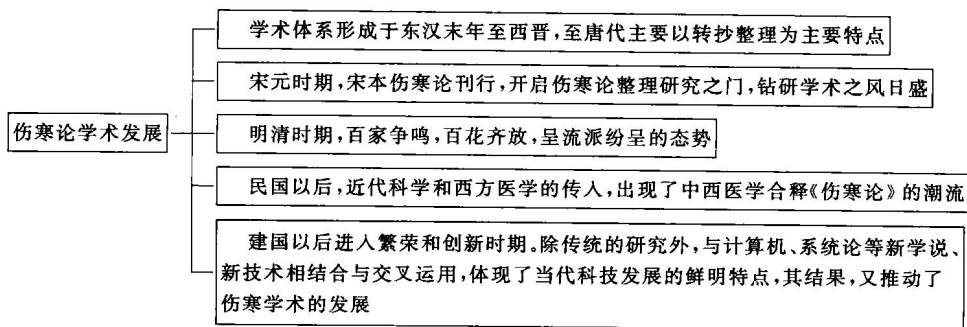 学术体系形成于东汉末年至西晋,至唐代主要以转抄整理为主要特点
宋元时期,宋本伤寒论刊行,开启伤寒论整理研究之门,钻研学术之风日盛
伤寒论学术发展
明清时期,百家争鸣,百花齐放,呈流派纷呈的态势
民国以后,近代科学和西方医学的传人,出现了中西医学合释《伤寒论》的潮流
建国以后进入繁荣和创新时期。除传统的研究外,与计算机、系统论等新学说、
新技术相结合与交叉运用,体现了当代科技发展的鲜明特点,其结果,又推动了
伤寒学术的发展